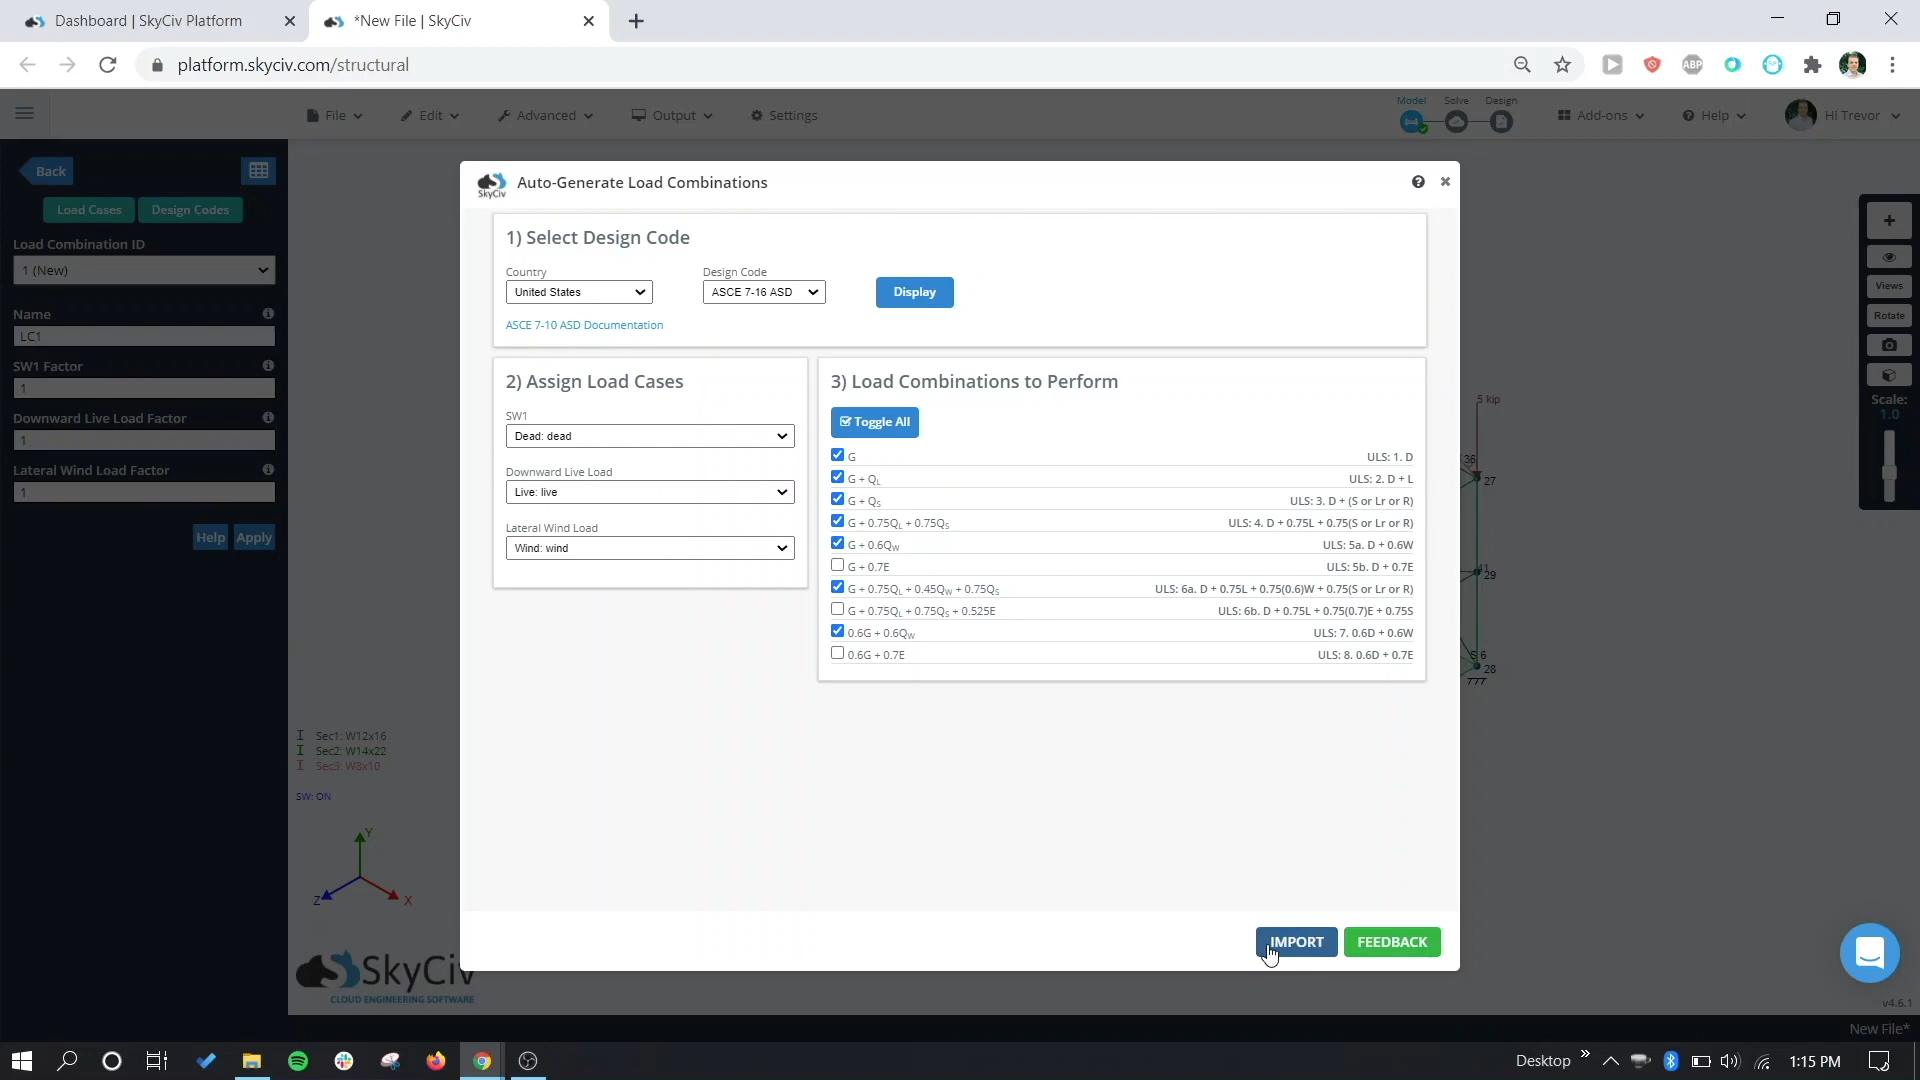 Dashboard | SkyCiv Platform
*New File | SkyCiv
platform.skyciv.com/structural
ABP
File
Edit
Advanced
Output
Settings
Model
Solve
Design
Add-ons
Help
Hi Trevor
Back
Load Cases
Design Codes
Load Combination ID
1 (New)
Name
LC1
SW1 Factor
1
Downward Live Load Factor
1
Lateral Wind Load Factor
1
Help
Apply
SkyCiv
Auto-Generate Load Combinations
1) Select Design Code
Country
Design Code
United States
ASCE 7-16 ASD
Display
ASCE 7-10 ASD Documentation
2) Assign Load Cases
SW1
Dead: dead
Downward Live Load
Live: live
Lateral Wind Load
Wind: wind
3) Load Combinations to Perform
Toggle All
G ULS: 1. D
G + QL ULS: 2. D + L
G + QS ULS: 3. D + (S or Lr or R)
G + 0.75QL + 0.75QS ULS: 4. D + 0.75L + 0.75(S or Lr or R)
G + 0.6QW ULS: 5a. D + 0.6W
G + 0.7E ULS: 5b. D + 0.7E
G + 0.75QL + 0.45QW + 0.75QS ULS: 6a. D + 0.75L + 0.75(0.6)W + 0.75(S or Lr or R)
G + 0.75QL + 0.75QS + 0.525E ULS: 6b. D + 0.75L + 0.75(0.7)E + 0.75S
0.6G + 0.6QW ULS: 7. 0.6D + 0.6W
0.6G + 0.7E ULS: 8. 0.6D + 0.7E
IMPORT
FEEDBACK
Views
Rotate
Scale:
1.0
5 kip
36
27
29
28
Sec1: W12x16
Sec2: W14x22
Sec3: W8x10
SW: ON
Y
Z
X
SkyCiv
CLOUD ENGINEERING SOFTWARE
v4.6.1
New File*
Desktop
1:15 PM